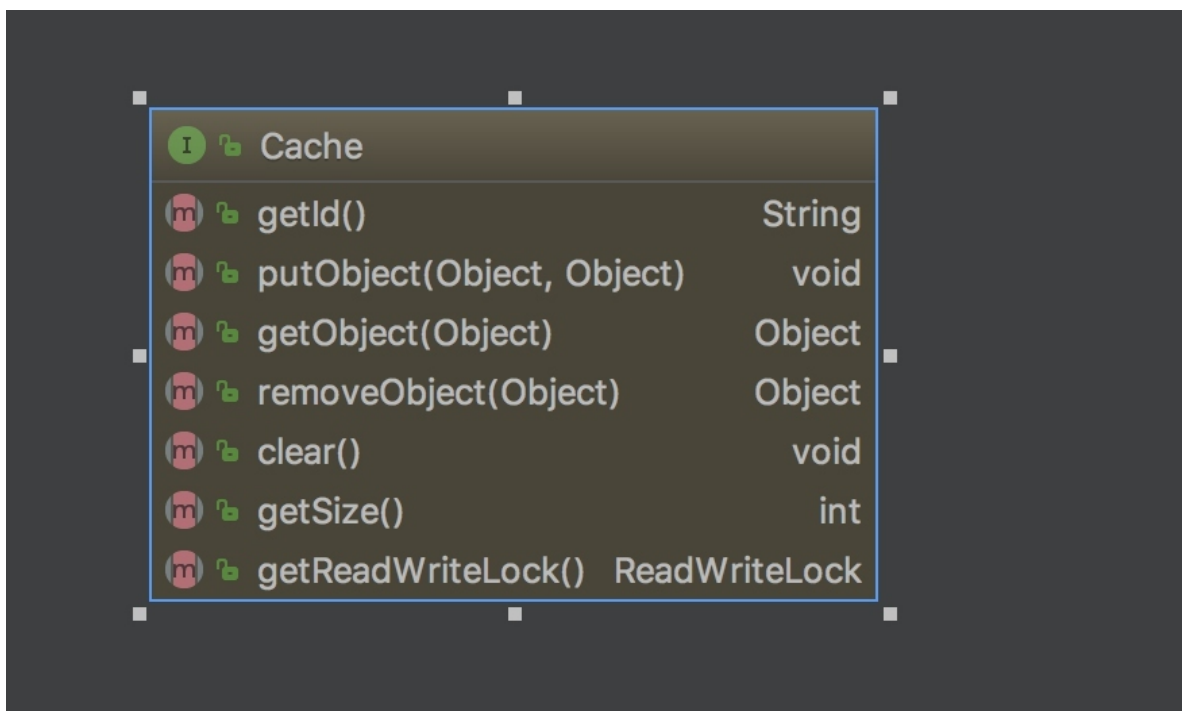 I Cache
m getId() String
m putObject(Object, Object) void
m getObject(Object) Object
m removeObject(Object) Object
m clear() void
m getSize() int
m getReadWriteLock() ReadWriteLock